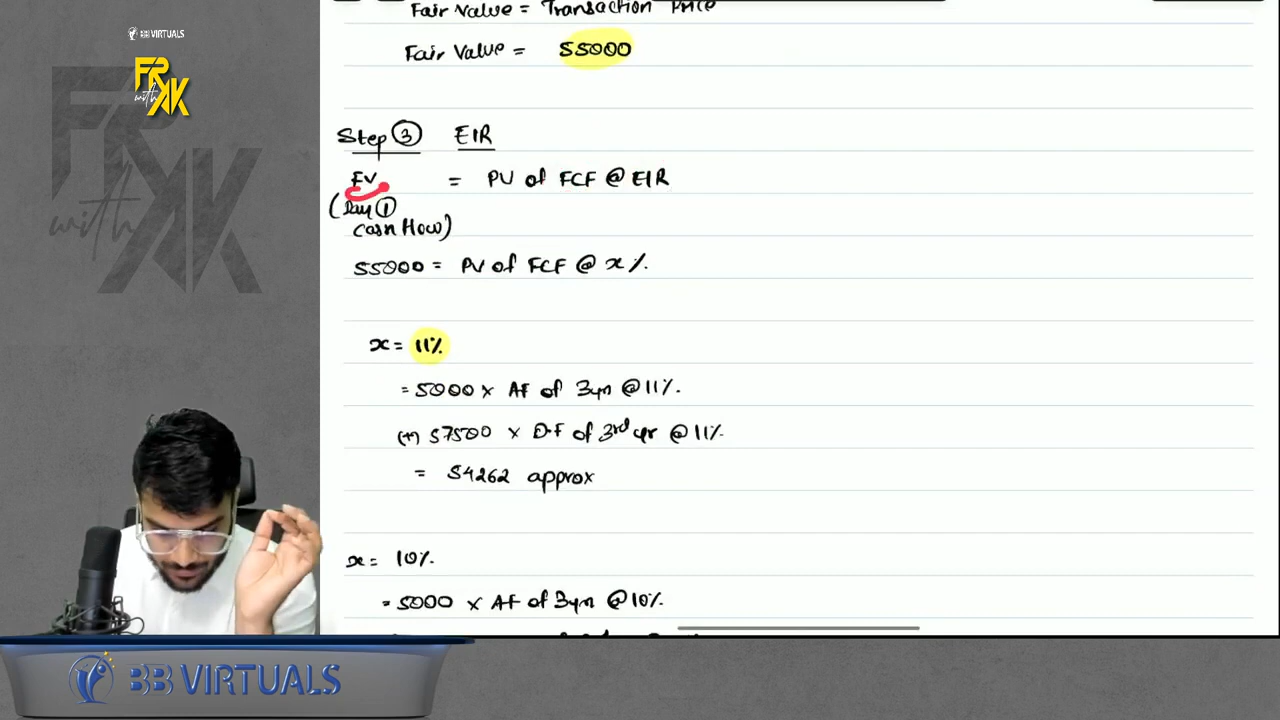 Fair Value = Transaction Price
BB VIRTUALS
FR
with
AK
Fair Value = 55000
Step ③ EIR
FV = PV of FCF @ EIR
(Day ①
Cash flow)
55000 = PV of FCF @ x%.
x = 11%
= 5000 x AF of 3yr @ 11%.
(+) 57500 x DF of 3rd yr @ 11%
= 54262 approx
x = 10%.
= 5000 x AF of 3yr @ 10%
BB VIRTUALS